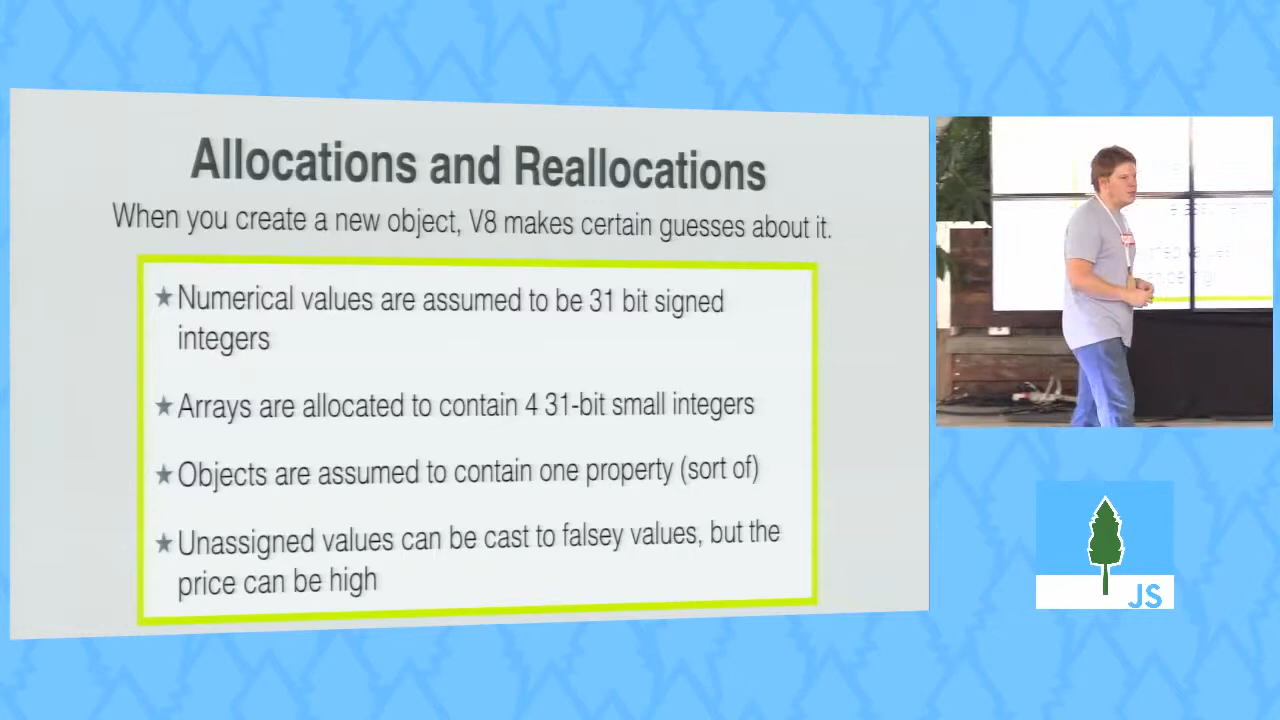 Allocations and Reallocations
When you create a new object, V8 makes certain guesses about it.
★Numerical values are assumed to be 31 bit signed
integers
★Arrays are allocated to contain 4 31-bit small integers
★Objects are assumed to contain one property (sort of)
★Unassigned values can be cast to falsey values, but the
price can be high
JS